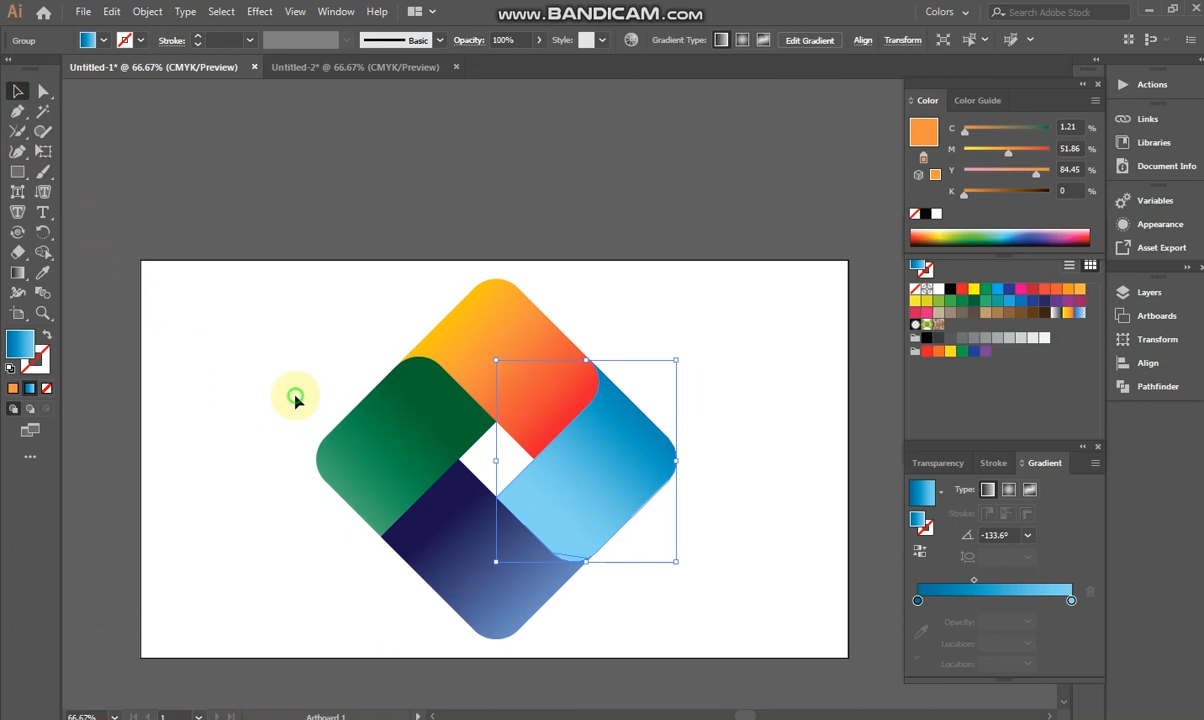 Ai File Edit Object Type Select Effect View Window Help www.BANDICAM.com Colors Search Adobe Stock
Group Stroke: Basic Opacity: 100% Style: Gradient Type: Edit Gradient Align Transform
Untitled-1* @ 66.67% (CMYK/Preview) × Untitled-2* @ 66.67% (CMYK/Preview) ×
Color Color Guide
C 1.21 %
M 51.86 %
Y 84.45 %
K 0 %
Actions
Links
Libraries
Document Info
Variables
Appearance
Asset Export
Layers
Artboards
Transform
Align
Pathfinder
Transparency Stroke Gradient
Type:
Stroke:
-133.6°
Opacity:
Location:
Location:
66.67% 1 Artboard 1